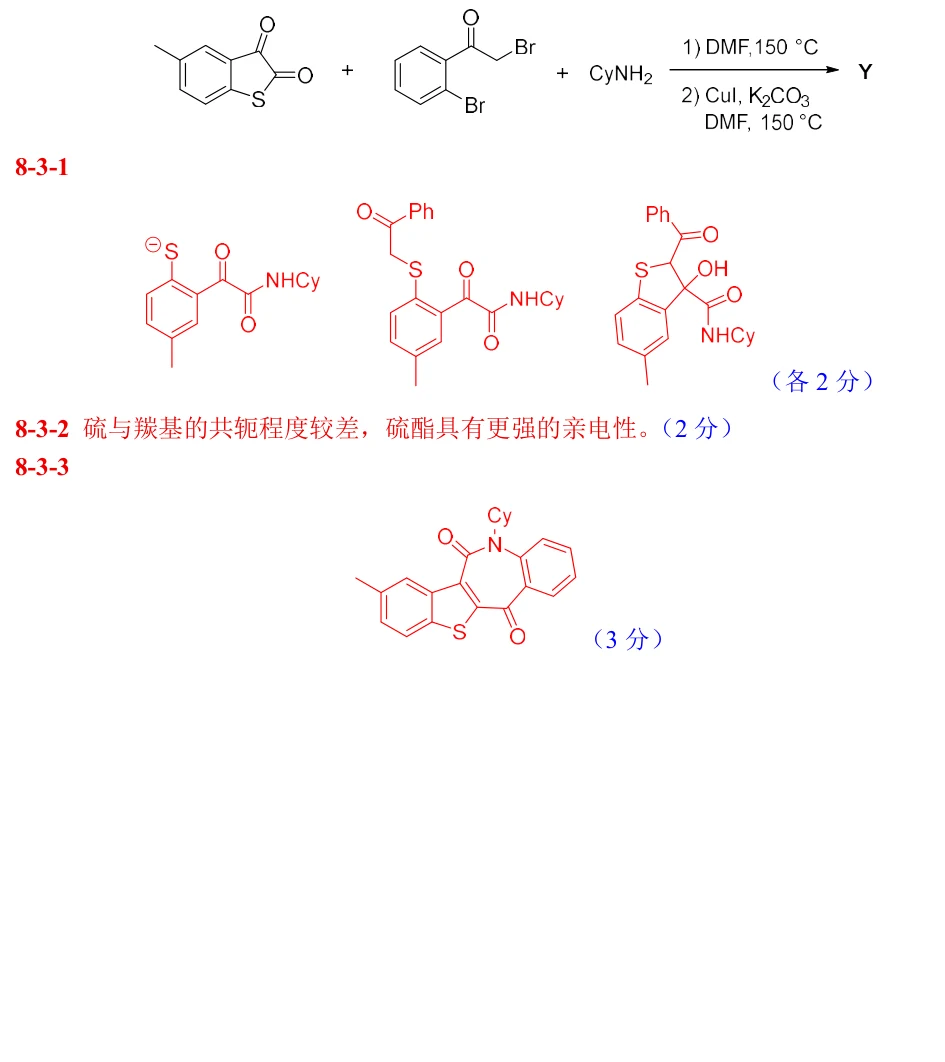 O
O
S
+
O
Br
Br
+
CyNH₂
1) DMF,150 °C
2) CuI, K₂CO₃
DMF, 150 °C
Y
8-3-1
⊖
S
O
NHCy
O
O
Ph
S
O
NHCy
O
Ph
O
S
OH
O
NHCy
(各 2 分)
8-3-2 硫与羰基的共轭程度较差，硫酯具有更强的亲电性。(2 分)
8-3-3
Cy
O
N
S
O
(3 分)